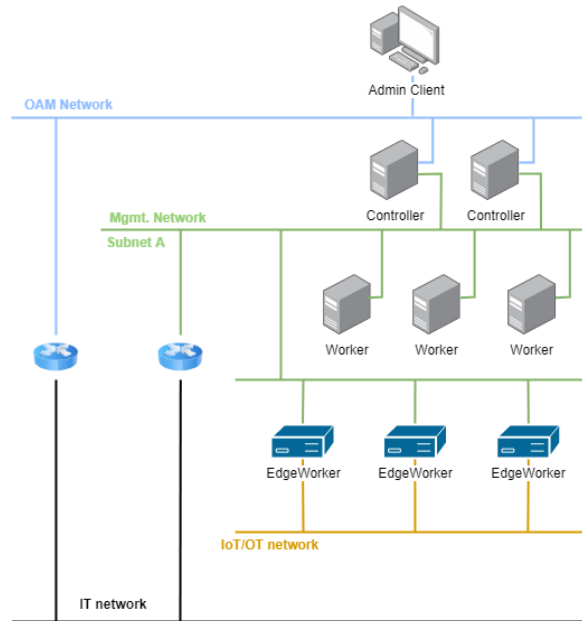 Admin Client
OAM Network
Controller
Controller
Mgmt. Network
Subnet A
Worker
Worker
Worker
EdgeWorker
EdgeWorker
EdgeWorker
IoT/OT network
IT network